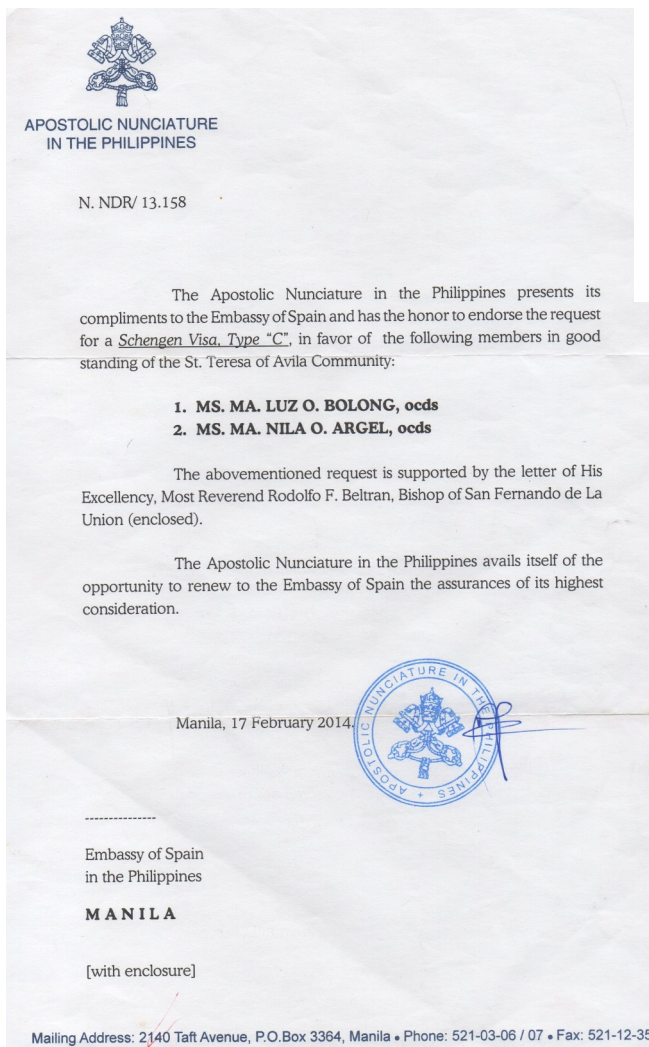 APOSTOLIC NUNCIATURE
IN THE PHILIPPINES
N. NDR/ 13.158
The Apostolic Nunciature in the Philippines presents its
compliments to the Embassy of Spain and has the honor to endorse the request
for a Schengen Visa, Type “C”, in favor of the following members in good
standing of the St. Teresa of Avila Community:
1. MS. MA. LUZ O. BOLONG, ocds
2. MS. MA. NILA O. ARGEL, ocds
The abovementioned request is supported by the letter of His
Excellency, Most Reverend Rodolfo F. Beltran, Bishop of San Fernando de La
Union (enclosed).
The Apostolic Nunciature in the Philippines avails itself of the
opportunity to renew to the Embassy of Spain the assurances of its highest
consideration.
Manila, 17 February 2014.
APOSTOLIC NUNCIATURE IN THE PHILIPPINES +
---------------
Embassy of Spain
in the Philippines
MANILA
[with enclosure]
Mailing Address: 2140 Taft Avenue, P.O.Box 3364, Manila • Phone: 521-03-06 / 07 • Fax: 521-12-35